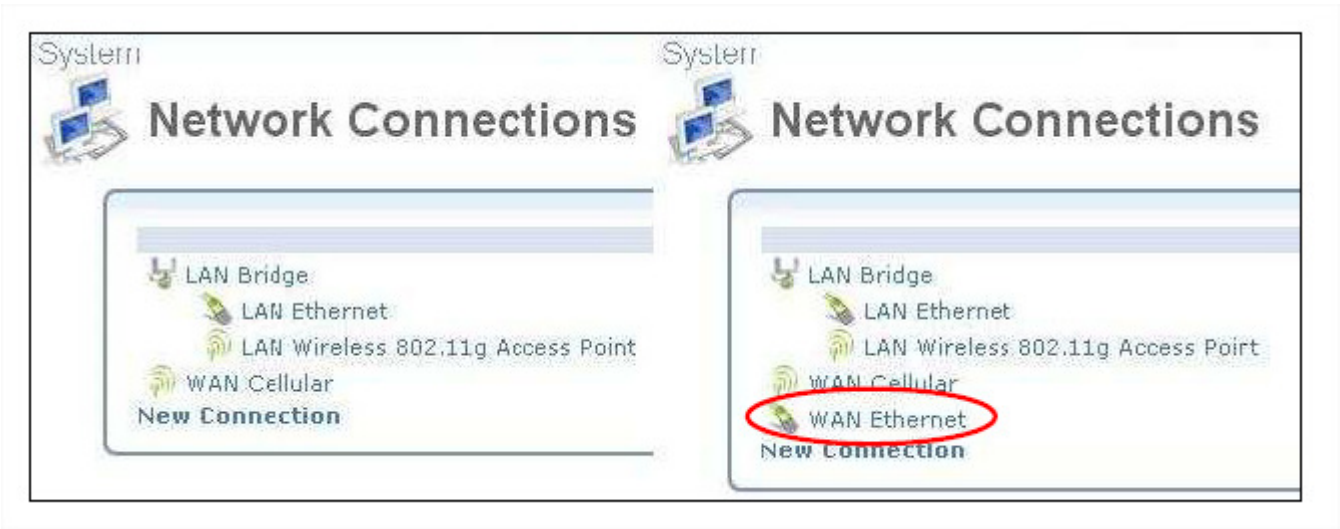 System
Network Connections
LAN Bridge
LAN Ethernet
LAN Wireless 802.11g Access Point
WAN Cellular
New Connection
System
Network Connections
LAN Bridge
LAN Ethernet
LAN Wireless 802.11g Access Point
WAN Cellular
WAN Ethernet
New Connection